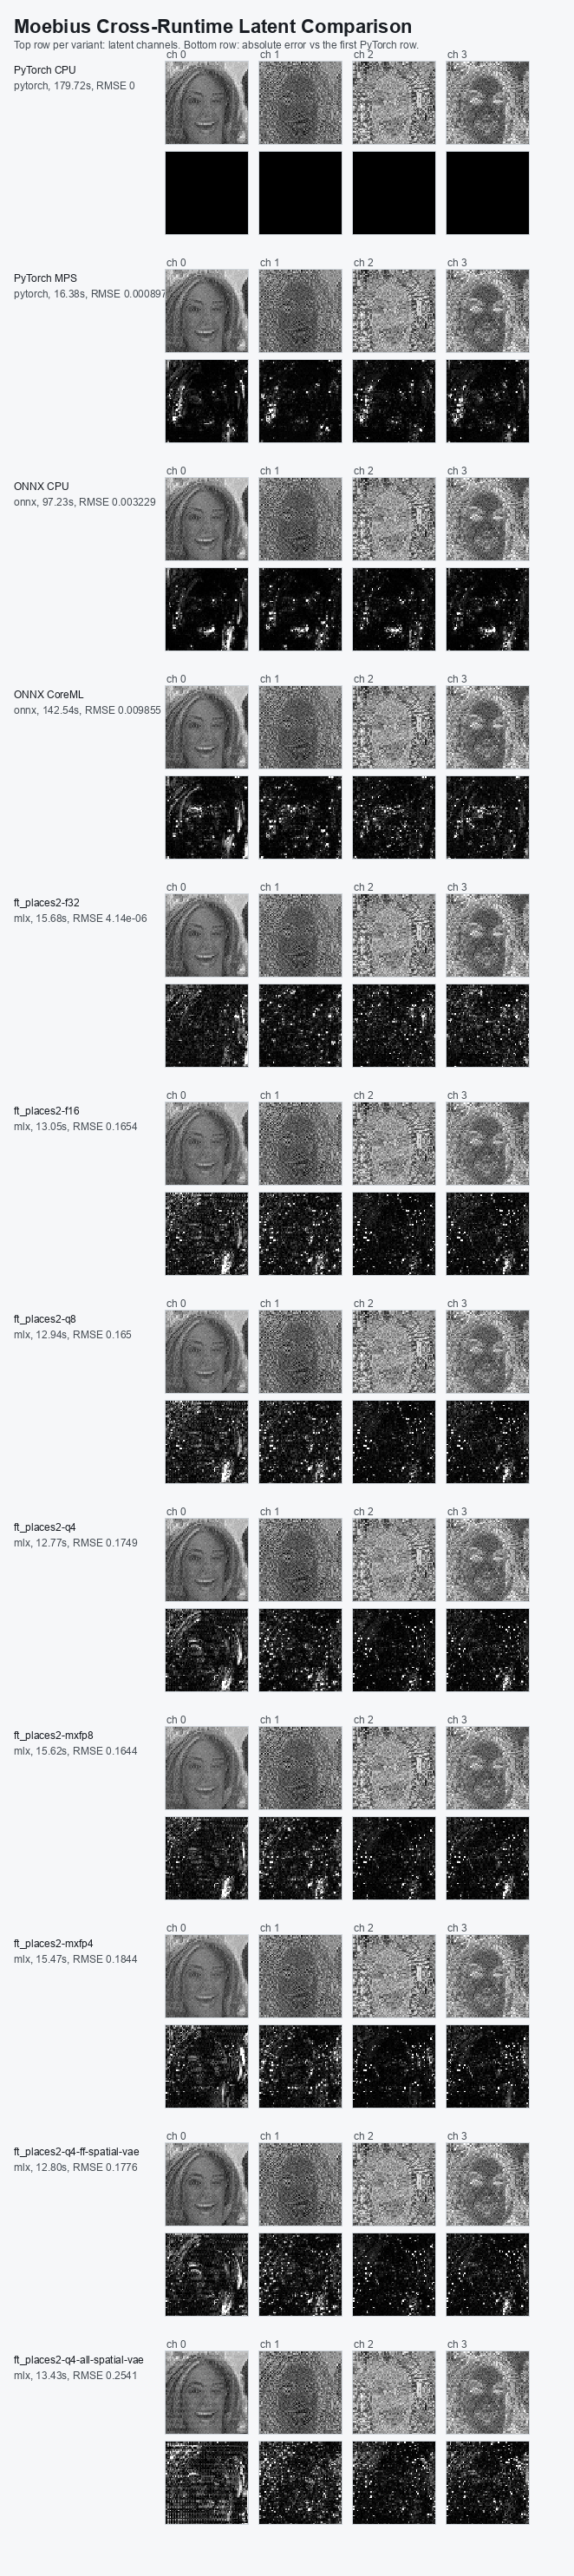 Moebius Cross-Runtime Latent Comparison
Top row per variant: latent channels. Bottom row: absolute error vs the first PyTorch row.
ch 0 ch 1 ch 2 ch 3
PyTorch CPU
pytorch, 179.72s, RMSE 0
ch 0 ch 1 ch 2 ch 3
PyTorch MPS
pytorch, 16.38s, RMSE 0.000897
ch 0 ch 1 ch 2 ch 3
ONNX CPU
onnx, 97.23s, RMSE 0.003229
ch 0 ch 1 ch 2 ch 3
ONNX CoreML
onnx, 142.54s, RMSE 0.009855
ch 0 ch 1 ch 2 ch 3
ft_places2-f32
mlx, 15.68s, RMSE 4.14e-06
ch 0 ch 1 ch 2 ch 3
ft_places2-f16
mlx, 13.05s, RMSE 0.1654
ch 0 ch 1 ch 2 ch 3
ft_places2-q8
mlx, 12.94s, RMSE 0.165
ch 0 ch 1 ch 2 ch 3
ft_places2-q4
mlx, 12.77s, RMSE 0.1749
ch 0 ch 1 ch 2 ch 3
ft_places2-mxfp8
mlx, 15.62s, RMSE 0.1644
ch 0 ch 1 ch 2 ch 3
ft_places2-mxfp4
mlx, 15.47s, RMSE 0.1844
ch 0 ch 1 ch 2 ch 3
ft_places2-q4-ff-spatial-vae
mlx, 12.80s, RMSE 0.1776
ch 0 ch 1 ch 2 ch 3
ft_places2-q4-all-spatial-vae
mlx, 13.43s, RMSE 0.2541